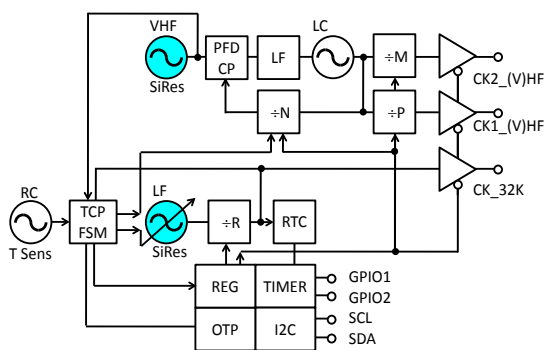 VHF
SiRes
PFD
CP
LF
LC
÷M
CK2_(V)HF
÷N
÷P
CK1_(V)HF
CK_32K
RC
T Sens
TCP
FSM
LF
SiRes
÷R
RTC
REG
TIMER
GPIO1
GPIO2
OTP
I2C
SCL
SDA